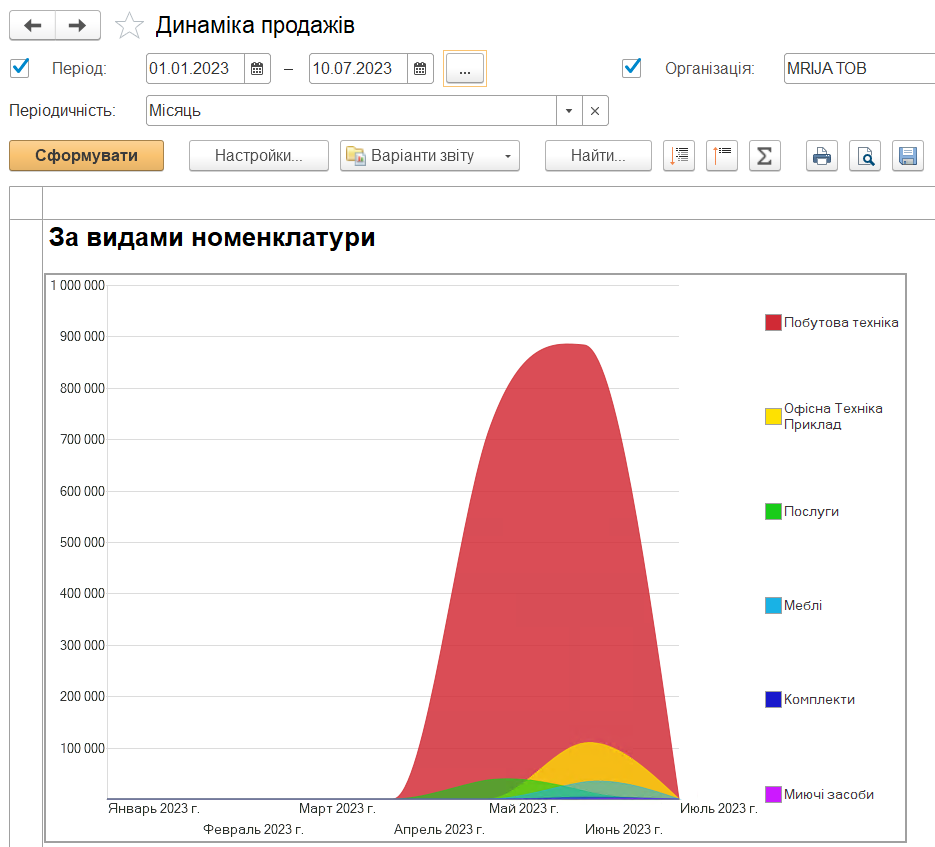 Динаміка продажів
Період: 01.01.2023 – 10.07.2023 ... Організація: MRIJA ТОВ
Періодичність: Місяць
Сформувати Настройки... Варіанти звіту Найти... Σ
За видами номенклатури
1 000 000
900 000
800 000
700 000
600 000
500 000
400 000
300 000
200 000
100 000
Январь 2023 г. Март 2023 г. Май 2023 г. Июль 2023 г.
Февраль 2023 г. Апрель 2023 г. Июнь 2023 г.
Побутова техніка
Офісна Техніка
Приклад
Послуги
Меблі
Комплекти
Миючі засоби